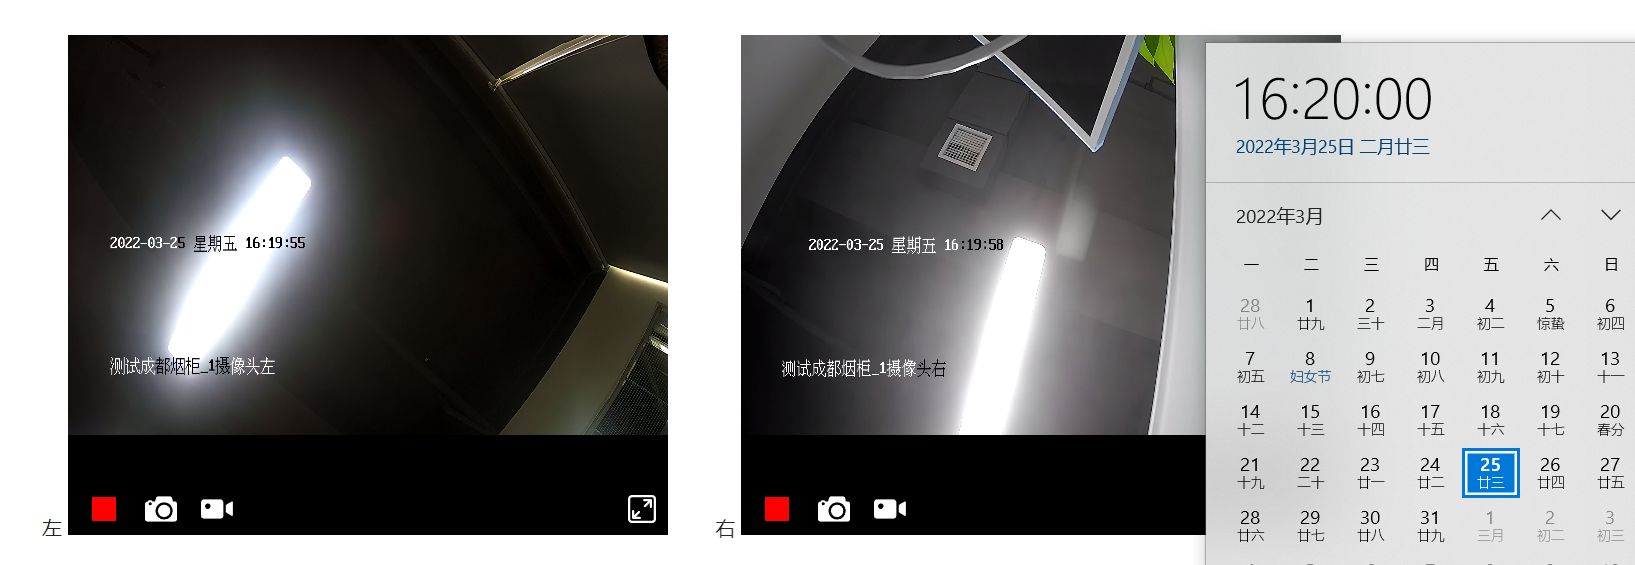 2022-03-25 星期五 16:19:55
测试成都烟柜_1摄像头左
左
2022-03-25 星期五 16:19:58
测试成都烟柜_1摄像头右
右
16:20:00
2022年3月25日 二月廿三
2022年3月
一 二 三 四 五 六 日
28 1 2 3 4 5 6
廿八 廿九 三十 二月 初二 惊蛰 初四
7 8 9 10 11 12 13
初五 妇女节 初七 初八 初九 初十 十一
14 15 16 17 18 19 20
十二 十三 十四 十五 十六 十七 春分
21 22 23 24 25 26 27
十九 二十 廿一 廿二 廿三 廿四 廿五
28 29 30 31 1 2 3
廿六 廿七 廿八 廿九 三月 初二 初三